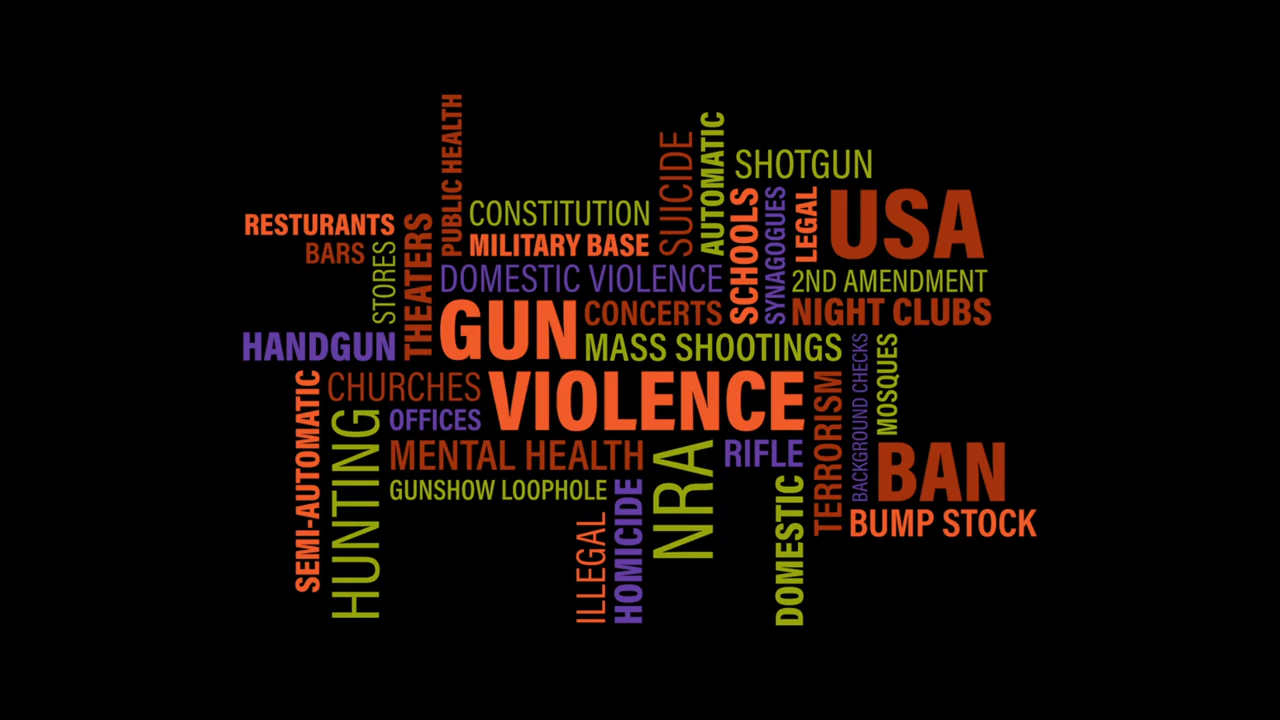 PUBLIC HEALTH
SUICIDE
AUTOMATIC
SHOTGUN
RESTURANTS
THEATERS
CONSTITUTION
SCHOOLS
SYNAGOGUES
LEGAL
USA
BARS
STORES
MILITARY BASE
DOMESTIC VIOLENCE
2ND AMENDMENT
GUN
CONCERTS
NIGHT CLUBS
HANDGUN
MASS SHOOTINGS
BACKGROUND CHECKS
MOSQUES
SEMI-AUTOMATIC
CHURCHES
VIOLENCE
TERRORISM
HUNTING
OFFICES
MENTAL HEALTH
NRA
RIFLE
BAN
GUNSHOW LOOPHOLE
HOMICIDE
DOMESTIC
BUMP STOCK
ILLEGAL